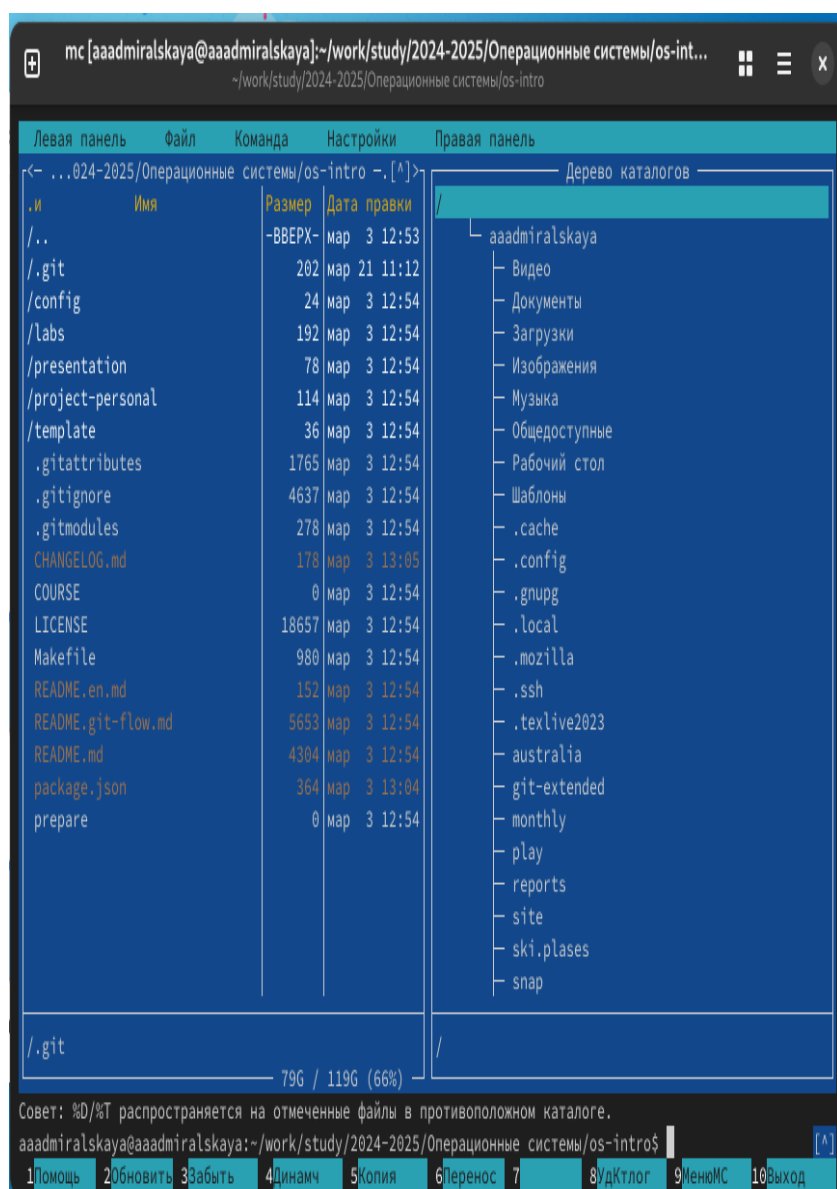 mc [aaadmiralskaya@aaadmiralskaya]:~/work/study/2024-2025/Операционные системы/os-int...
~/work/study/2024-2025/Операционные системы/os-intro
Левая панель Файл Команда Настройки Правая панель
<- ...024-2025/Операционные системы/os-intro -.[^]>
.и Имя Размер Дата правки
/.. -ВВЕРХ- мар 3 12:53
/.git 202 мар 21 11:12
/config 24 мар 3 12:54
/labs 192 мар 3 12:54
/presentation 78 мар 3 12:54
/project-personal 114 мар 3 12:54
/template 36 мар 3 12:54
.gitattributes 1765 мар 3 12:54
.gitignore 4637 мар 3 12:54
.gitmodules 278 мар 3 12:54
CHANGELOG.md 178 мар 3 13:05
COURSE 0 мар 3 12:54
LICENSE 18657 мар 3 12:54
Makefile 980 мар 3 12:54
README.en.md 152 мар 3 12:54
README.git-flow.md 5653 мар 3 12:54
README.md 4304 мар 3 12:54
package.json 364 мар 3 13:04
prepare 0 мар 3 12:54
/.git
79G / 119G (66%)
Дерево каталогов
/
aaadmiralskaya
Видео
Документы
Загрузки
Изображения
Музыка
Общедоступные
Рабочий стол
Шаблоны
.cache
.config
.gnupg
.local
.mozilla
.ssh
.texlive2023
australia
git-extended
monthly
play
reports
site
ski.plases
snap
/
Совет: %D/%T распространяется на отмеченные файлы в противоположном каталоге.
aaadmiralskaya@aaadmiralskaya:~/work/study/2024-2025/Операционные системы/os-intro$ [^]
1Помощь 2Обновить 3Забыть 4Динамч 5Копия 6Перенос 7 8УдКтлог 9МенюМС 10Выход